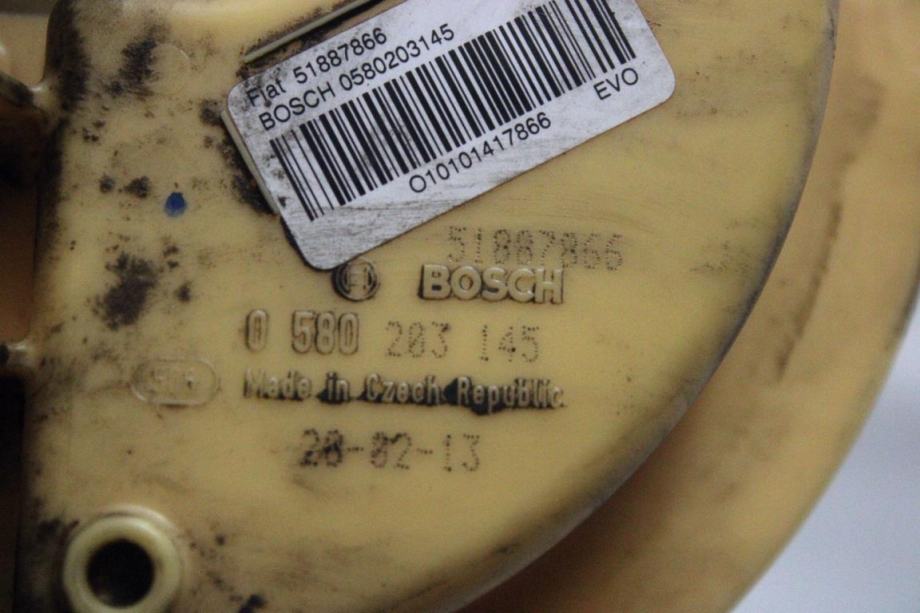 Fiat 51887866
BOSCH 0580203145
O10101417866
EVO
51887866
BOSCH
0 580 203 145
Made in Czech Republic
20-02-13